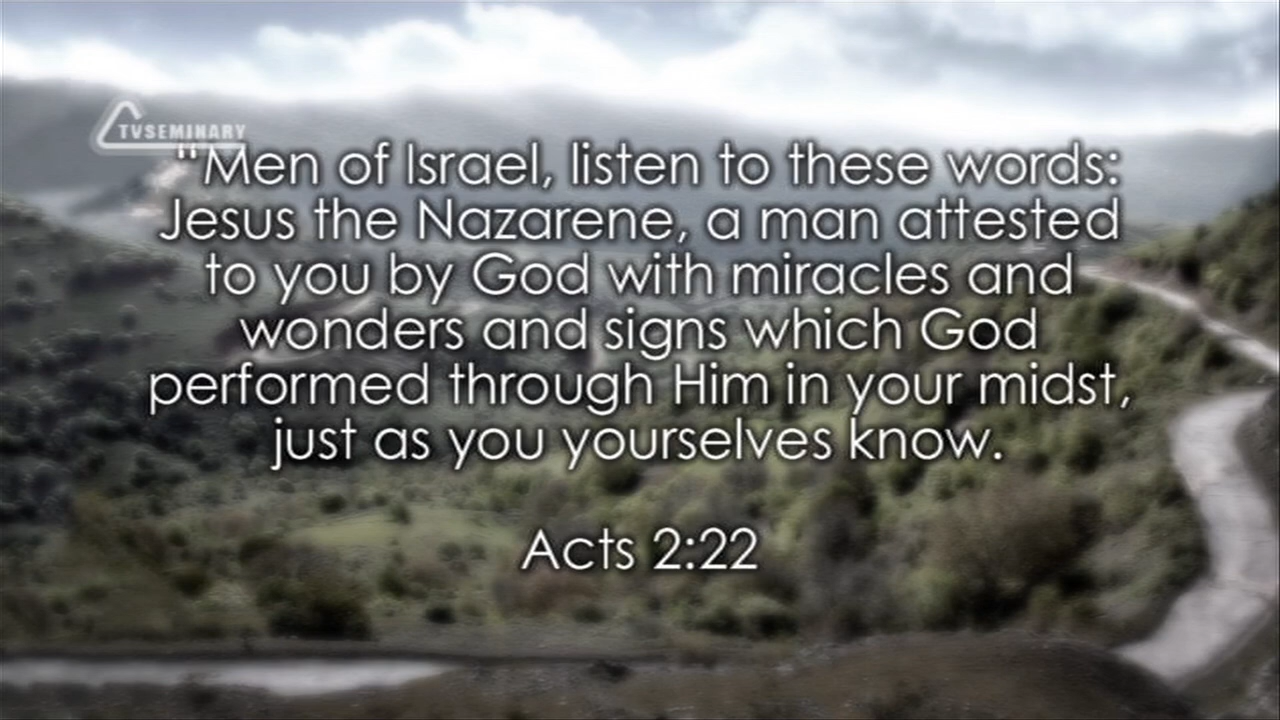 TVSEMINARY
“Men of Israel, listen to these words:
Jesus the Nazarene, a man attested
to you by God with miracles and
wonders and signs which God
performed through Him in your midst,
just as you yourselves know.
Acts 2:22